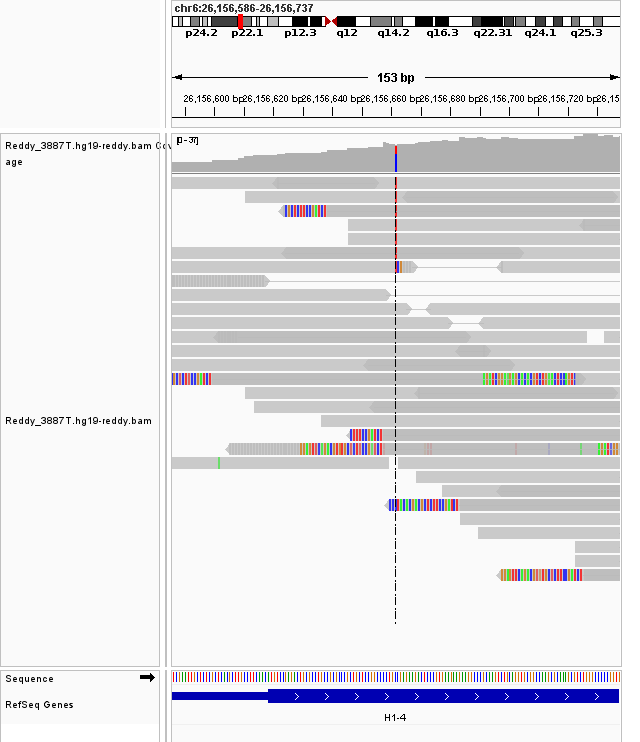 chr6:26,156,586-26,156,737
p24.2 p22.1 p12.3 q12 q14.2 q16.3 q22.31 q24.1 q25.3
153 bp
26,156,600 bp 26,156,620 bp 26,156,640 bp 26,156,660 bp 26,156,680 bp 26,156,700 bp 26,156,720 bp 26,15
[0 - 37]
Reddy_3887T.hg19-reddy.bam Cov
age
Reddy_3887T.hg19-reddy.bam
Sequence
RefSeq Genes
H1-4